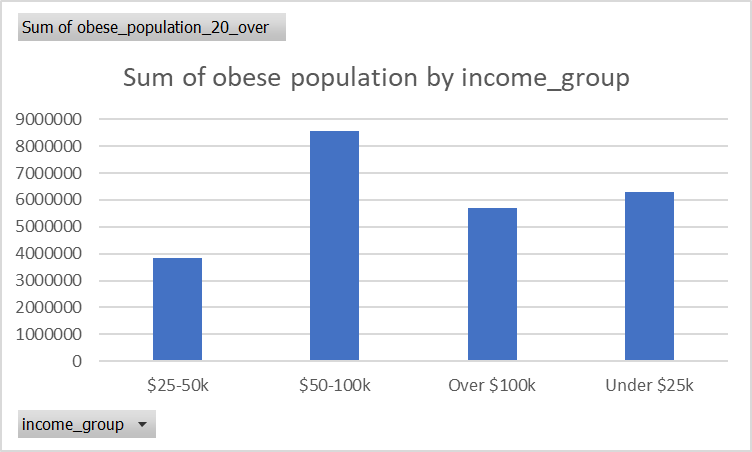 Sum of obese_population_20_over
Sum of obese population by income_group
9000000
8000000
7000000
6000000
5000000
4000000
3000000
2000000
1000000
0
$25-50k
$50-100k
Over $100k
Under $25k
income_group